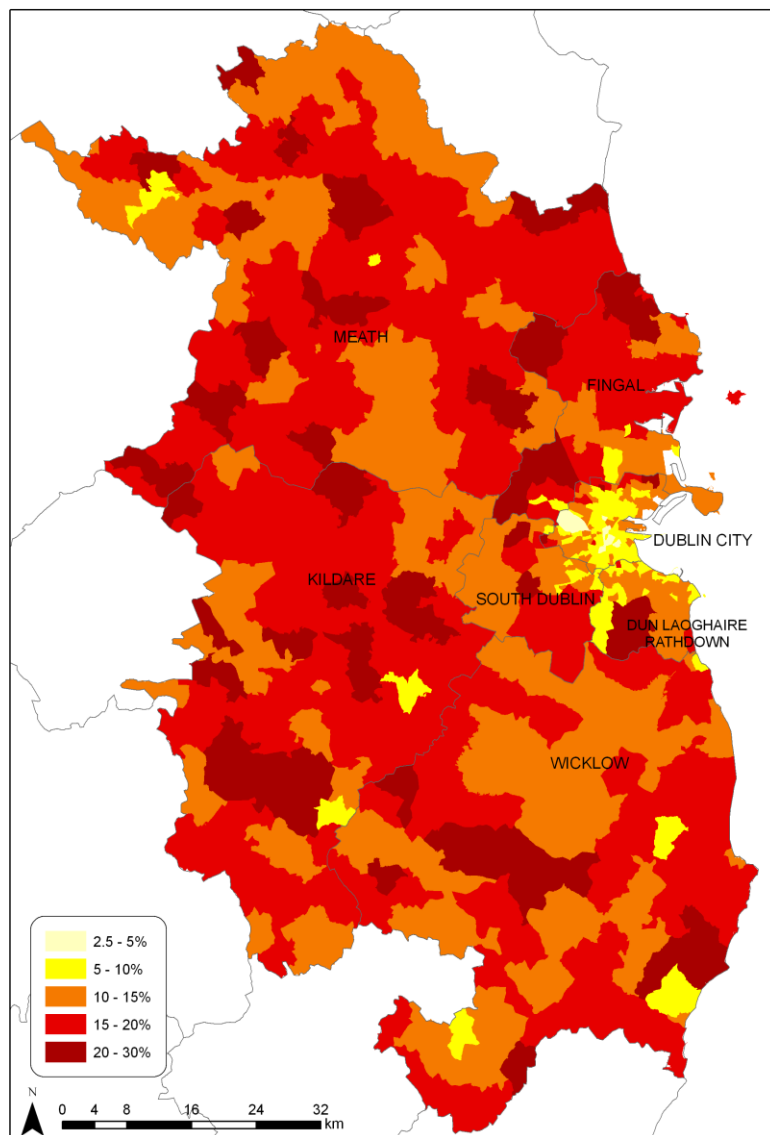 MEATH
FINGAL
DUBLIN CITY
KILDARE
SOUTH DUBLIN
DUN LAOGHAIRE
RATHDOWN
WICKLOW
2.5 - 5%
5 - 10%
10 - 15%
15 - 20%
20 - 30%
N
0 4 8 16 24 32
km